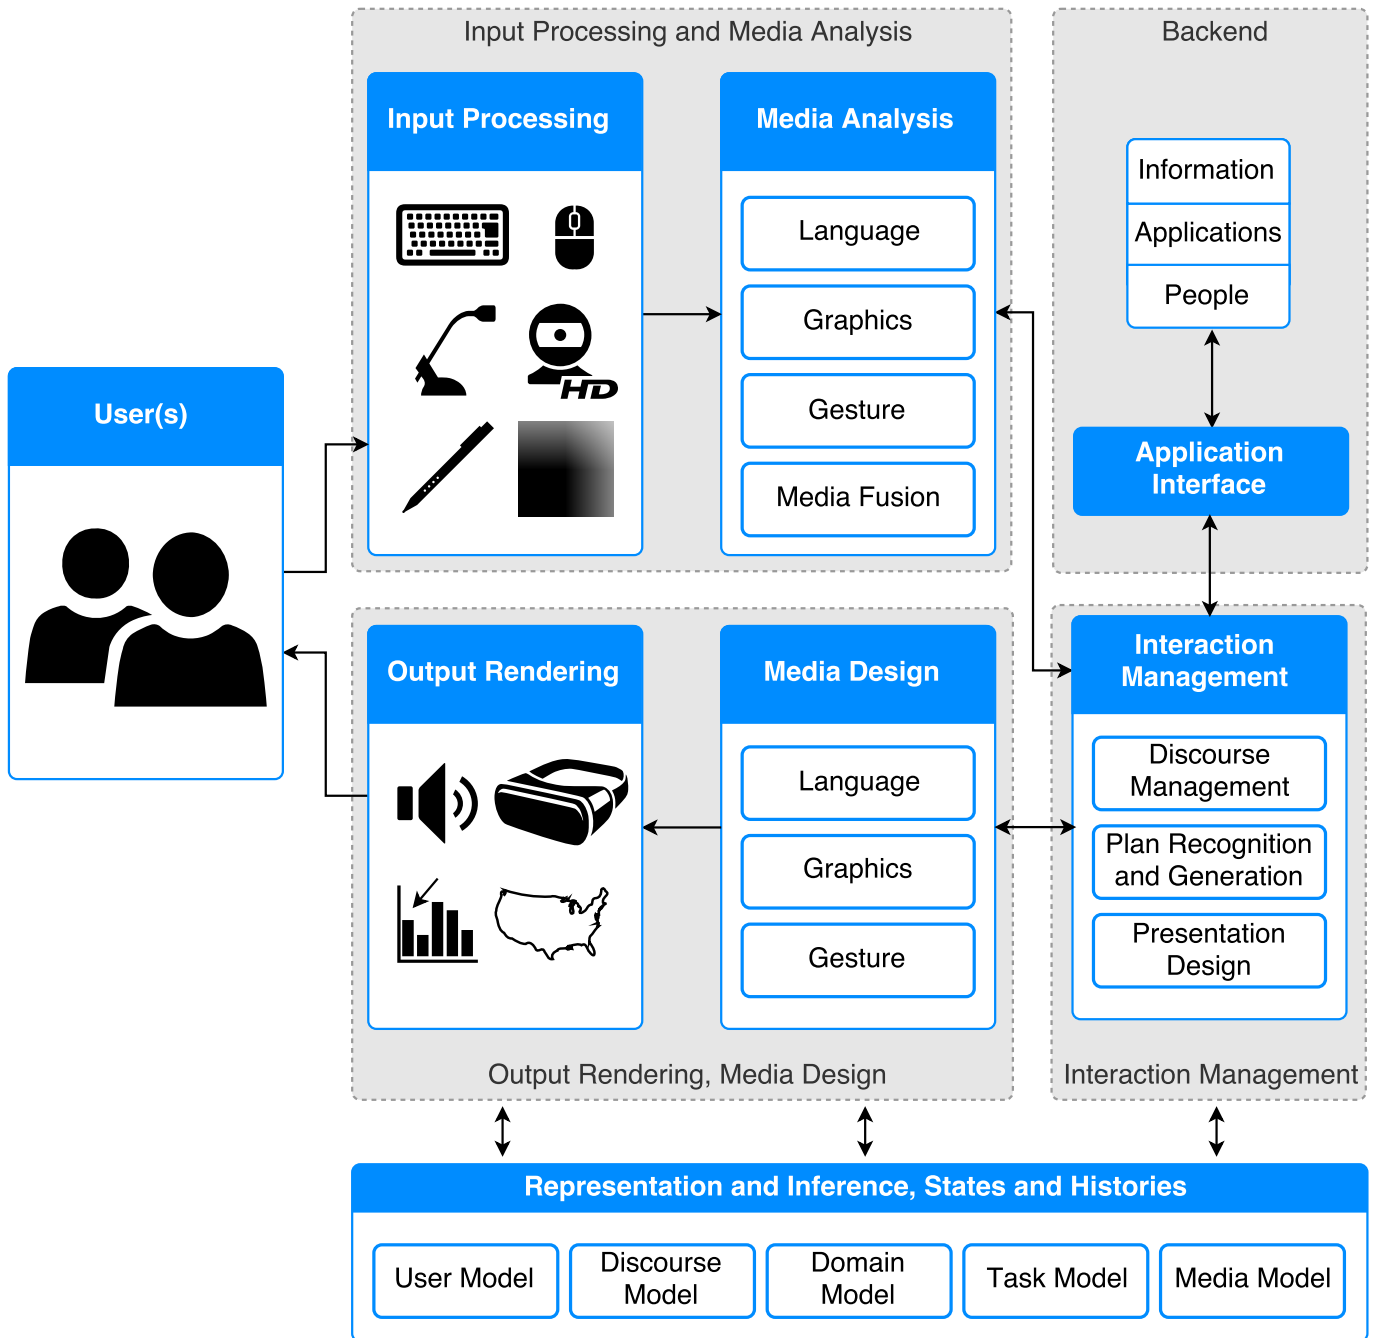 Input Processing and Media Analysis
Input Processing
HD
Media Analysis
Language
Graphics
Gesture
Media Fusion
Backend
Information
Applications
People
Application
Interface
User(s)
Output Rendering
Media Design
Language
Graphics
Gesture
Output Rendering, Media Design
Interaction
Management
Discourse
Management
Plan Recognition
and Generation
Presentation
Design
Interaction Management
Representation and Inference, States and Histories
User Model
Discourse
Model
Domain
Model
Task Model
Media Model